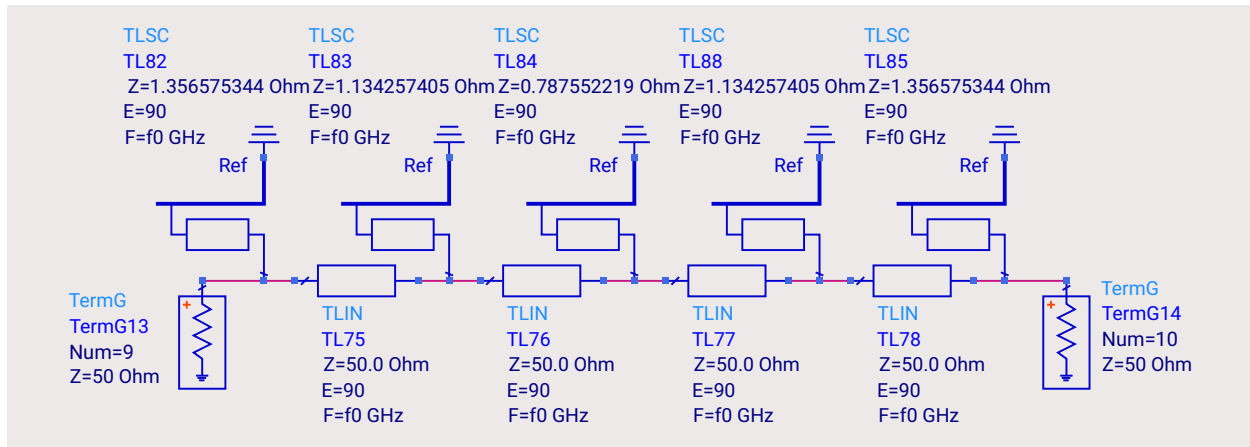 TLSC
TL82
Z=1.356575344 Ohm
E=90
F=f0 GHz
Ref
TLSC
TL83
Z=1.134257405 Ohm
E=90
F=f0 GHz
Ref
TLSC
TL84
Z=0.787552219 Ohm
E=90
F=f0 GHz
Ref
TLSC
TL88
Z=1.134257405 Ohm
E=90
F=f0 GHz
Ref
TLSC
TL85
Z=1.356575344 Ohm
E=90
F=f0 GHz
Ref
TermG
TermG13
Num=9
Z=50 Ohm
+
TLIN
TL75
Z=50.0 Ohm
E=90
F=f0 GHz
TLIN
TL76
Z=50.0 Ohm
E=90
F=f0 GHz
TLIN
TL77
Z=50.0 Ohm
E=90
F=f0 GHz
TLIN
TL78
Z=50.0 Ohm
E=90
F=f0 GHz
+
TermG
TermG14
Num=10
Z=50 Ohm